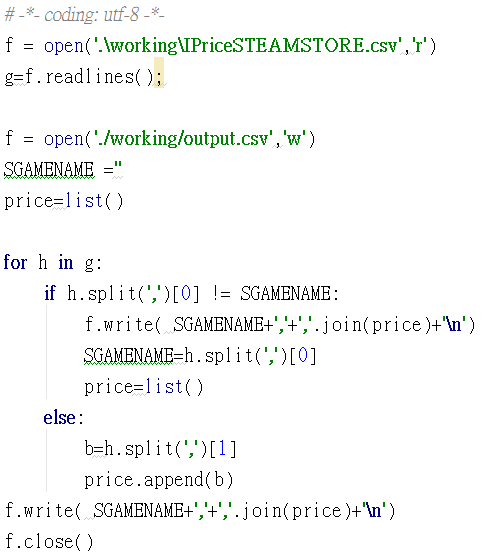 # -*- coding: utf-8 -*-
f = open('.\working\IPriceSTEAMSTORE.csv','r')
g=f.readlines();
f = open('./working/output.csv','w')
SGAMENAME =''
price=list()
for h in g:
    if h.split(',')[0] != SGAMENAME:
        f.write( SGAMENAME+','+','.join(price)+'\n')
        SGAMENAME=h.split(',')[0]
        price=list()
    else:
        b=h.split(',')[1]
        price.append(b)
f.write( SGAMENAME+','+','.join(price)+'\n')
f.close()